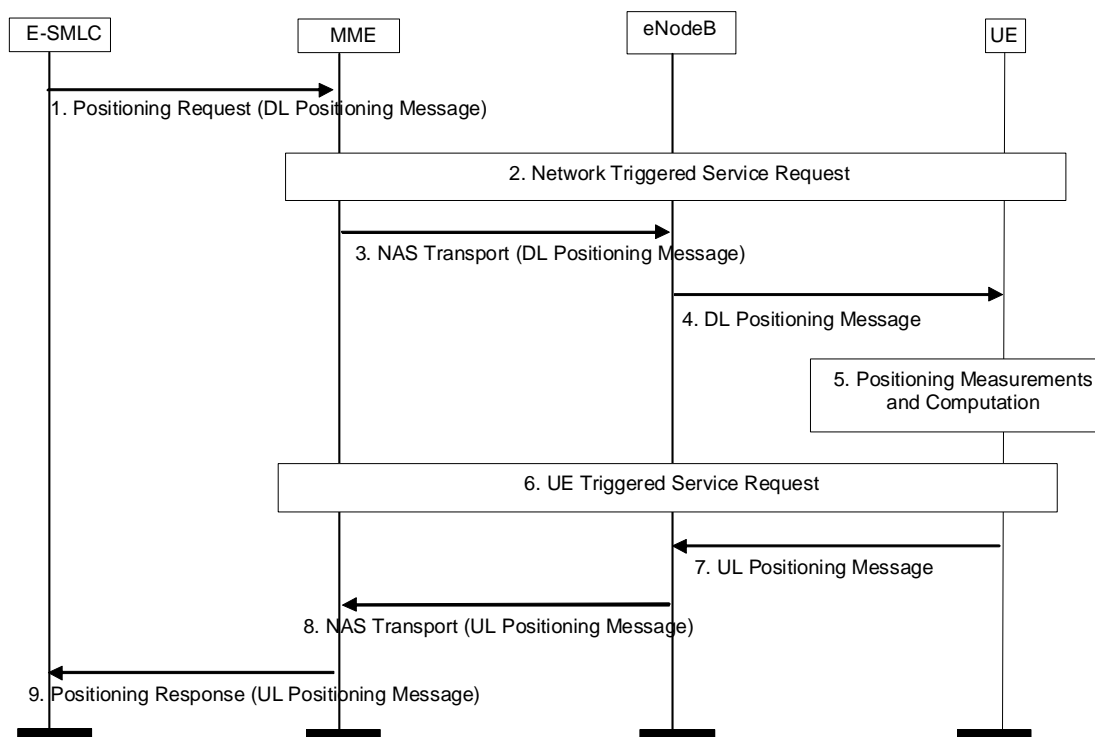 E-SMLC
MME
eNodeB
UE
1. Positioning Request (DL Positioning Message)
2. Network Triggered Service Request
3. NAS Transport (DL Positioning Message)
4. DL Positioning Message
5. Positioning Measurements
and Computation
6. UE Triggered Service Request
7. UL Positioning Message
8. NAS Transport (UL Positioning Message)
9. Positioning Response (UL Positioning Message)